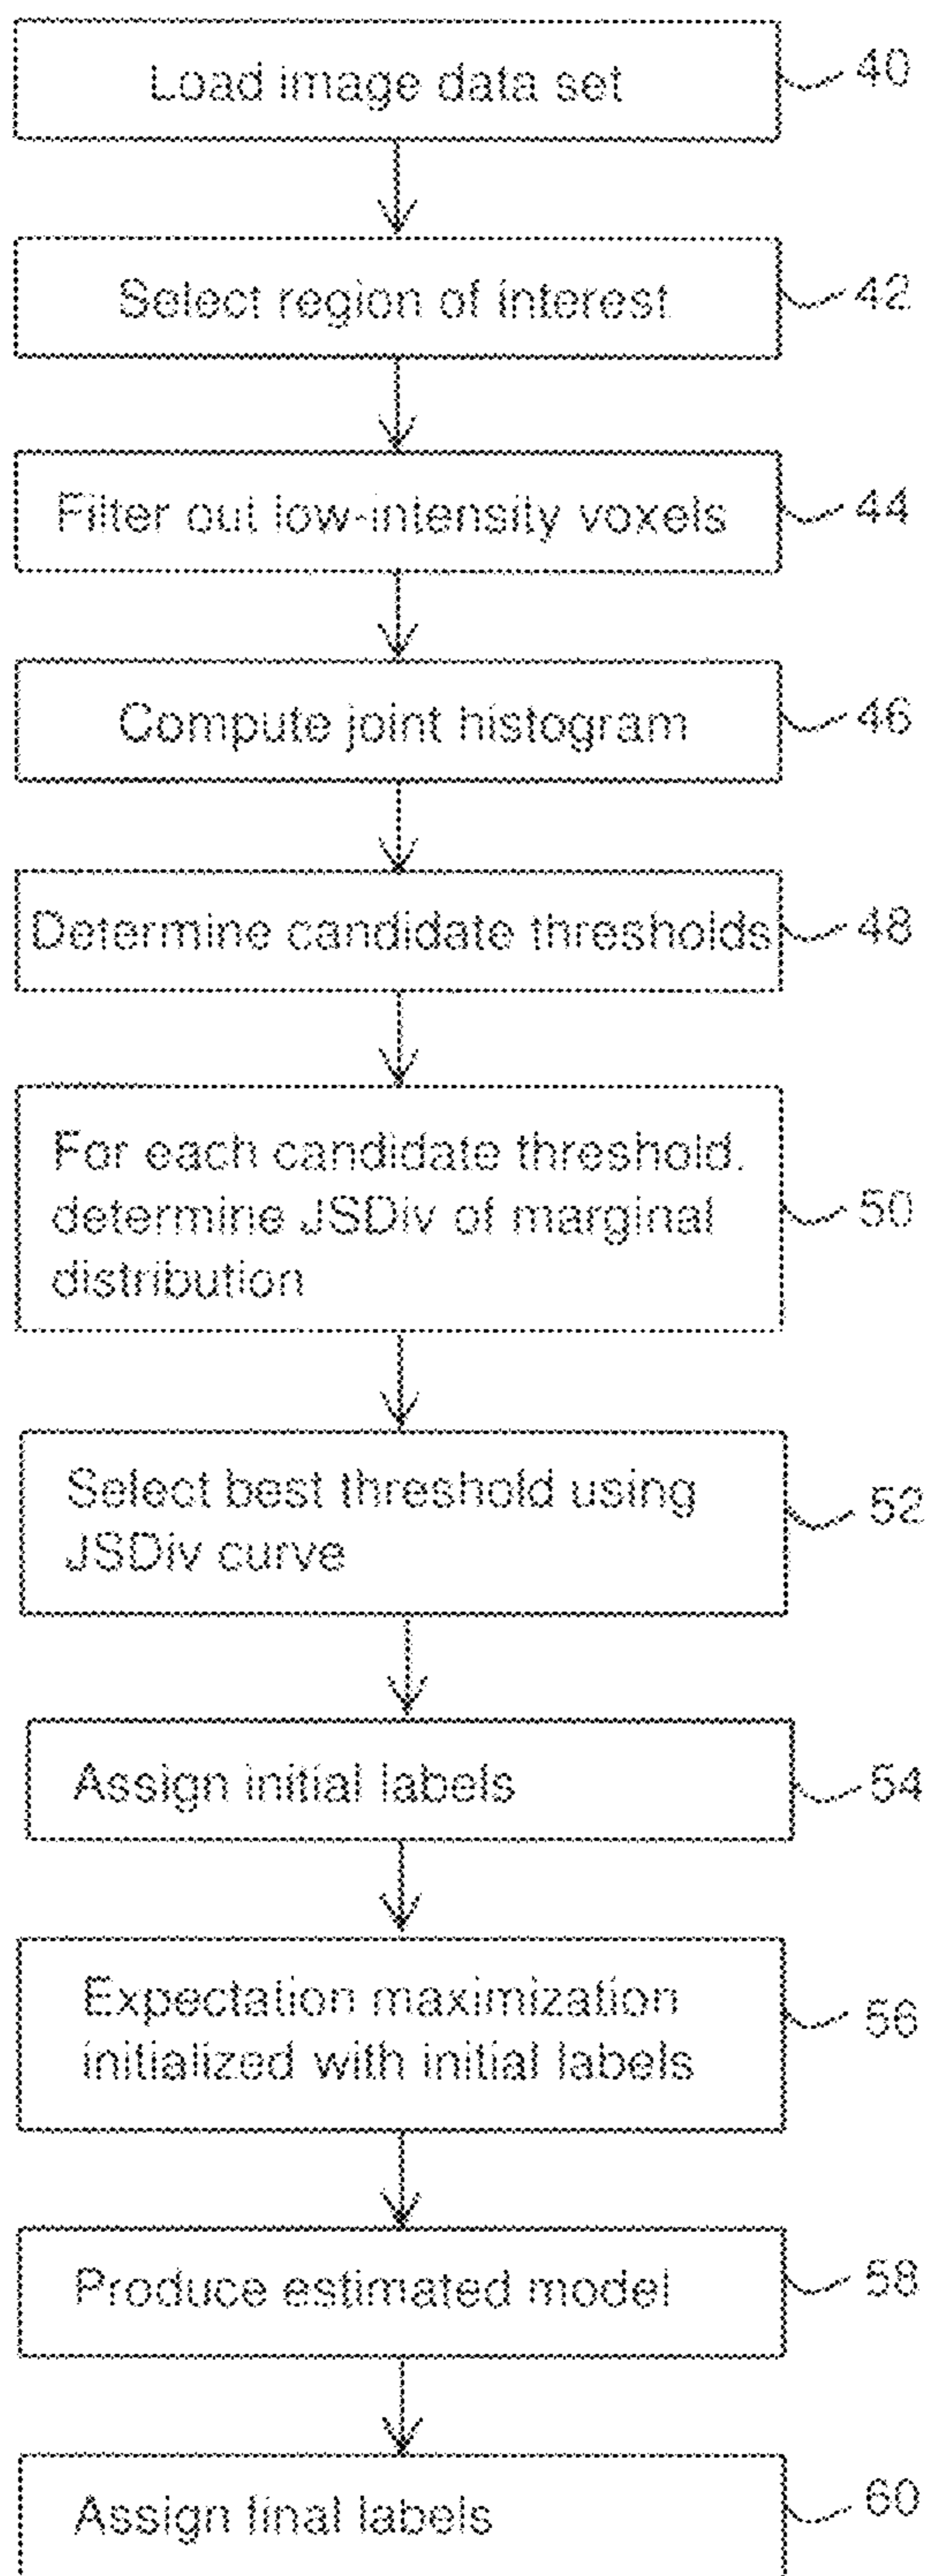 Load image data set
40
Select region of interest
42
Filter out low-intensity voxels
44
Compute joint histogram
46
Determine candidate thresholds
48
For each candidate threshold.
determine JSDiv of marginal
distribution
50
Select best threshold using
JSDiv curve
52
Assign initial labels
54
Expectation maximization
initialized with initial labels
56
Produce estimated model
58
Assign final labels
60